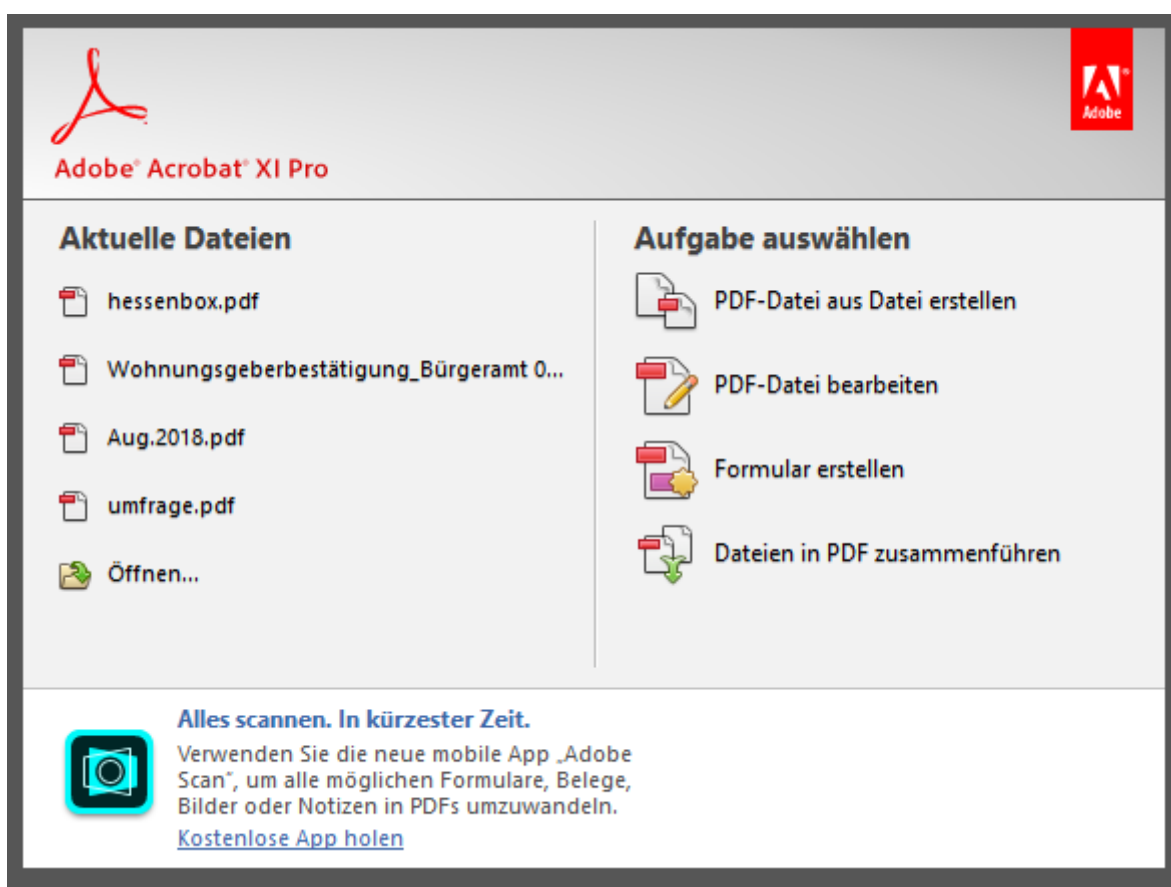 Adobe
Adobe® Acrobat® XI Pro
Aktuelle Dateien
hessenbox.pdf
Wohnungsgeberbestätigung_Bürgeramt 0...
Aug.2018.pdf
umfrage.pdf
Öffnen...
Aufgabe auswählen
PDF-Datei aus Datei erstellen
PDF-Datei bearbeiten
Formular erstellen
Dateien in PDF zusammenführen
Alles scannen. In kürzester Zeit.
Verwenden Sie die neue mobile App „Adobe
Scan“, um alle möglichen Formulare, Belege,
Bilder oder Notizen in PDFs umzuwandeln.
Kostenlose App holen